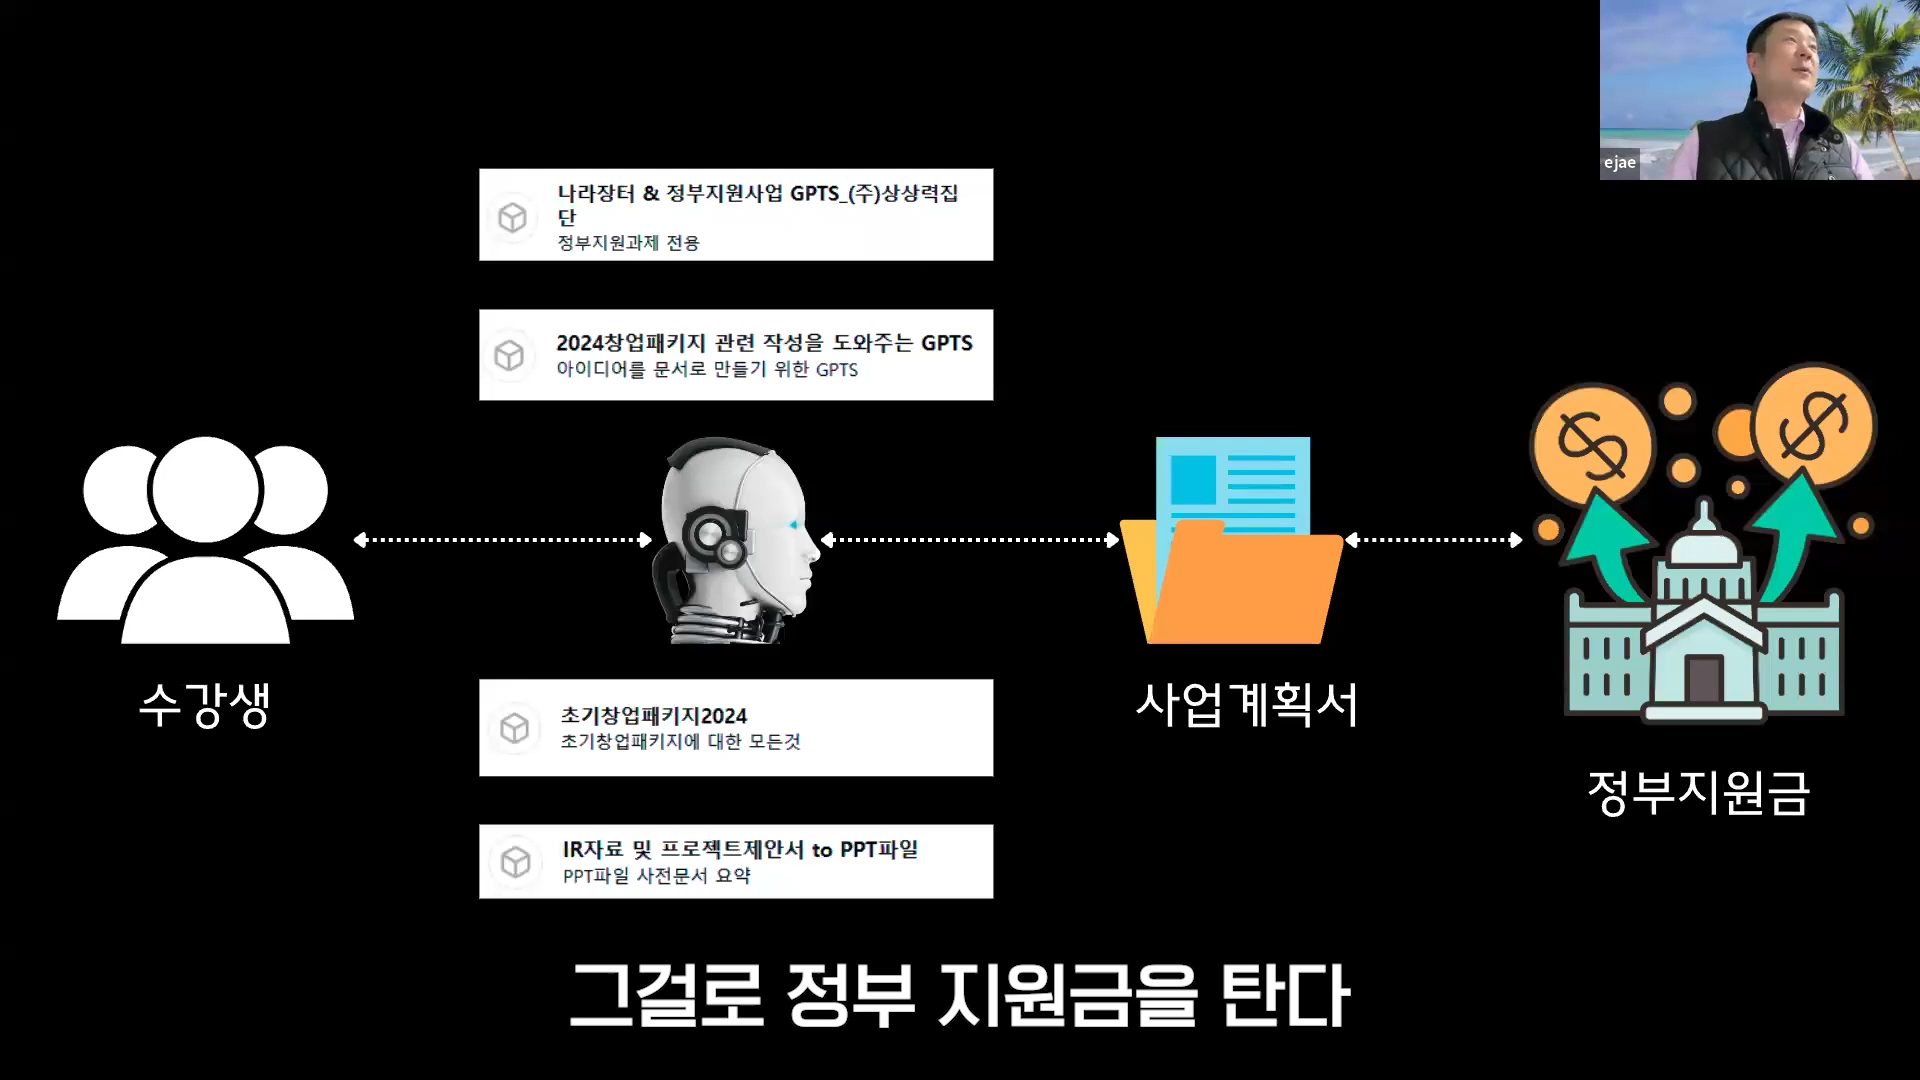 ejae
나라장터 & 정부지원사업 GPTS_(주)상상력집
단
정부지원과제 전용
2024창업패키지 관련 작성을 도와주는 GPTS
아이디어를 문서로 만들기 위한 GPTS
수강생
사업계획서
정부지원금
초기창업패키지2024
초기창업패키지에 대한 모든것
IR자료 및 프로젝트제안서 to PPT파일
PPT파일 사전문서 요약
그걸로 정부 지원금을 탄다